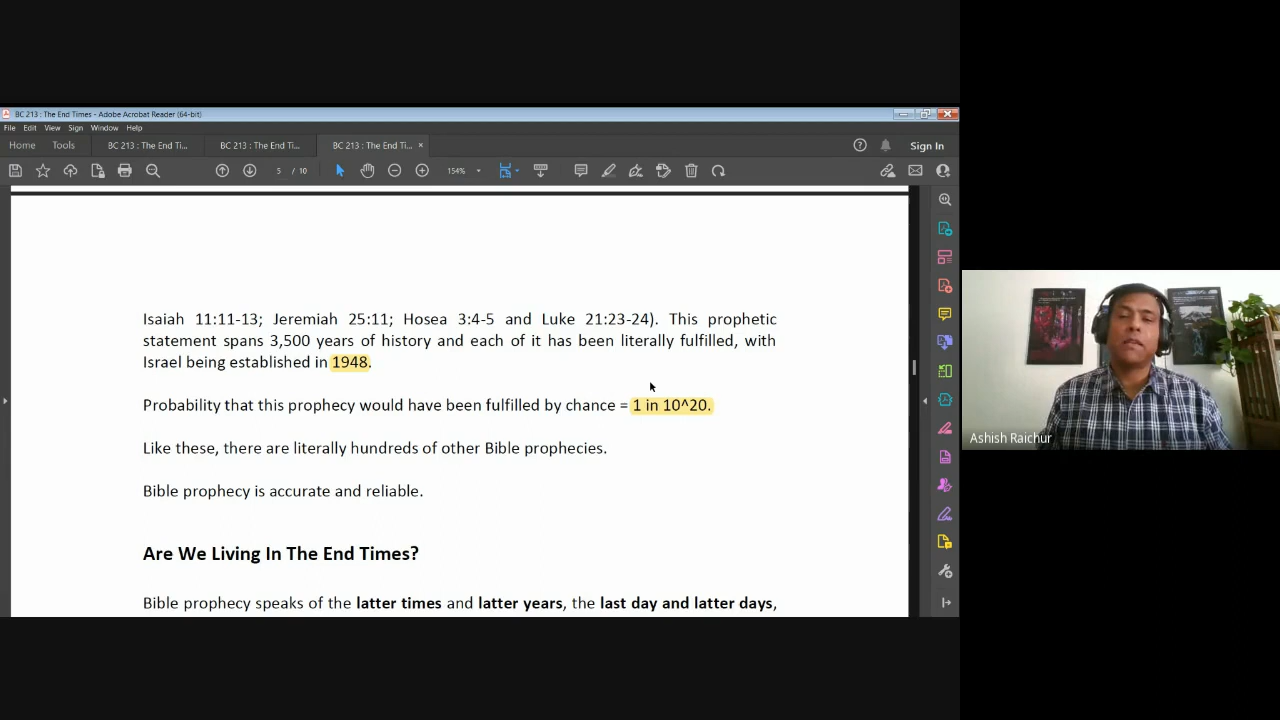 BC 213 : The End Times - Adobe Acrobat Reader (64-bit)
File Edit View Sign Window Help
Home Tools BC 213 : The End Ti... BC 213 : The End Ti... BC 213 : The End Ti... × Sign In
5 / 10 154%
Isaiah 11:11-13; Jeremiah 25:11; Hosea 3:4-5 and Luke 21:23-24). This prophetic
statement spans 3,500 years of history and each of it has been literally fulfilled, with
Israel being established in 1948.
Probability that this prophecy would have been fulfilled by chance = 1 in 10^20.
Like these, there are literally hundreds of other Bible prophecies.
Bible prophecy is accurate and reliable.
Are We Living In The End Times?
Bible prophecy speaks of the latter times and latter years, the last day and latter days,
Ashish Raichur